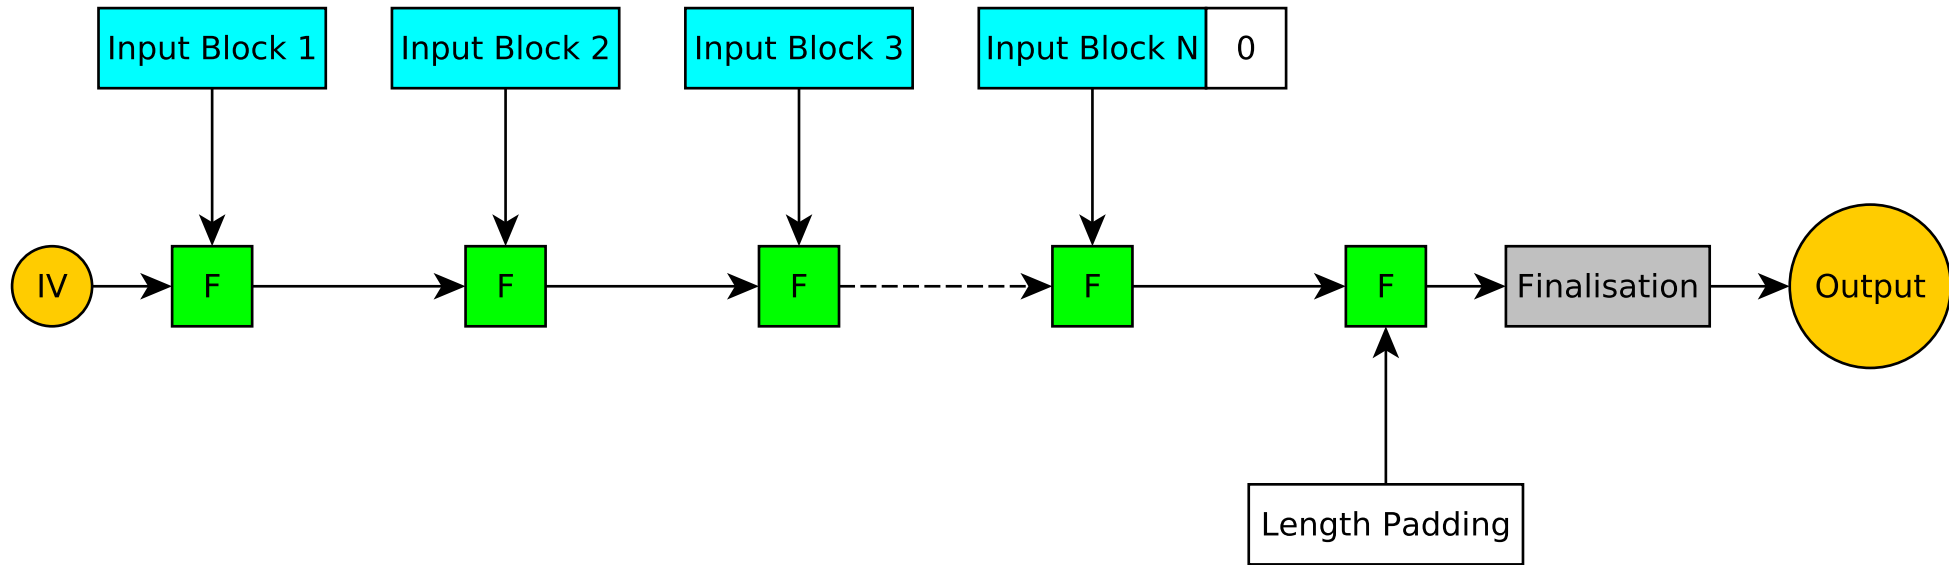 Input Block 1
Input Block 2
Input Block 3
Input Block N
0
IV
F
F
F
F
F
Finalisation
Output
Length Padding